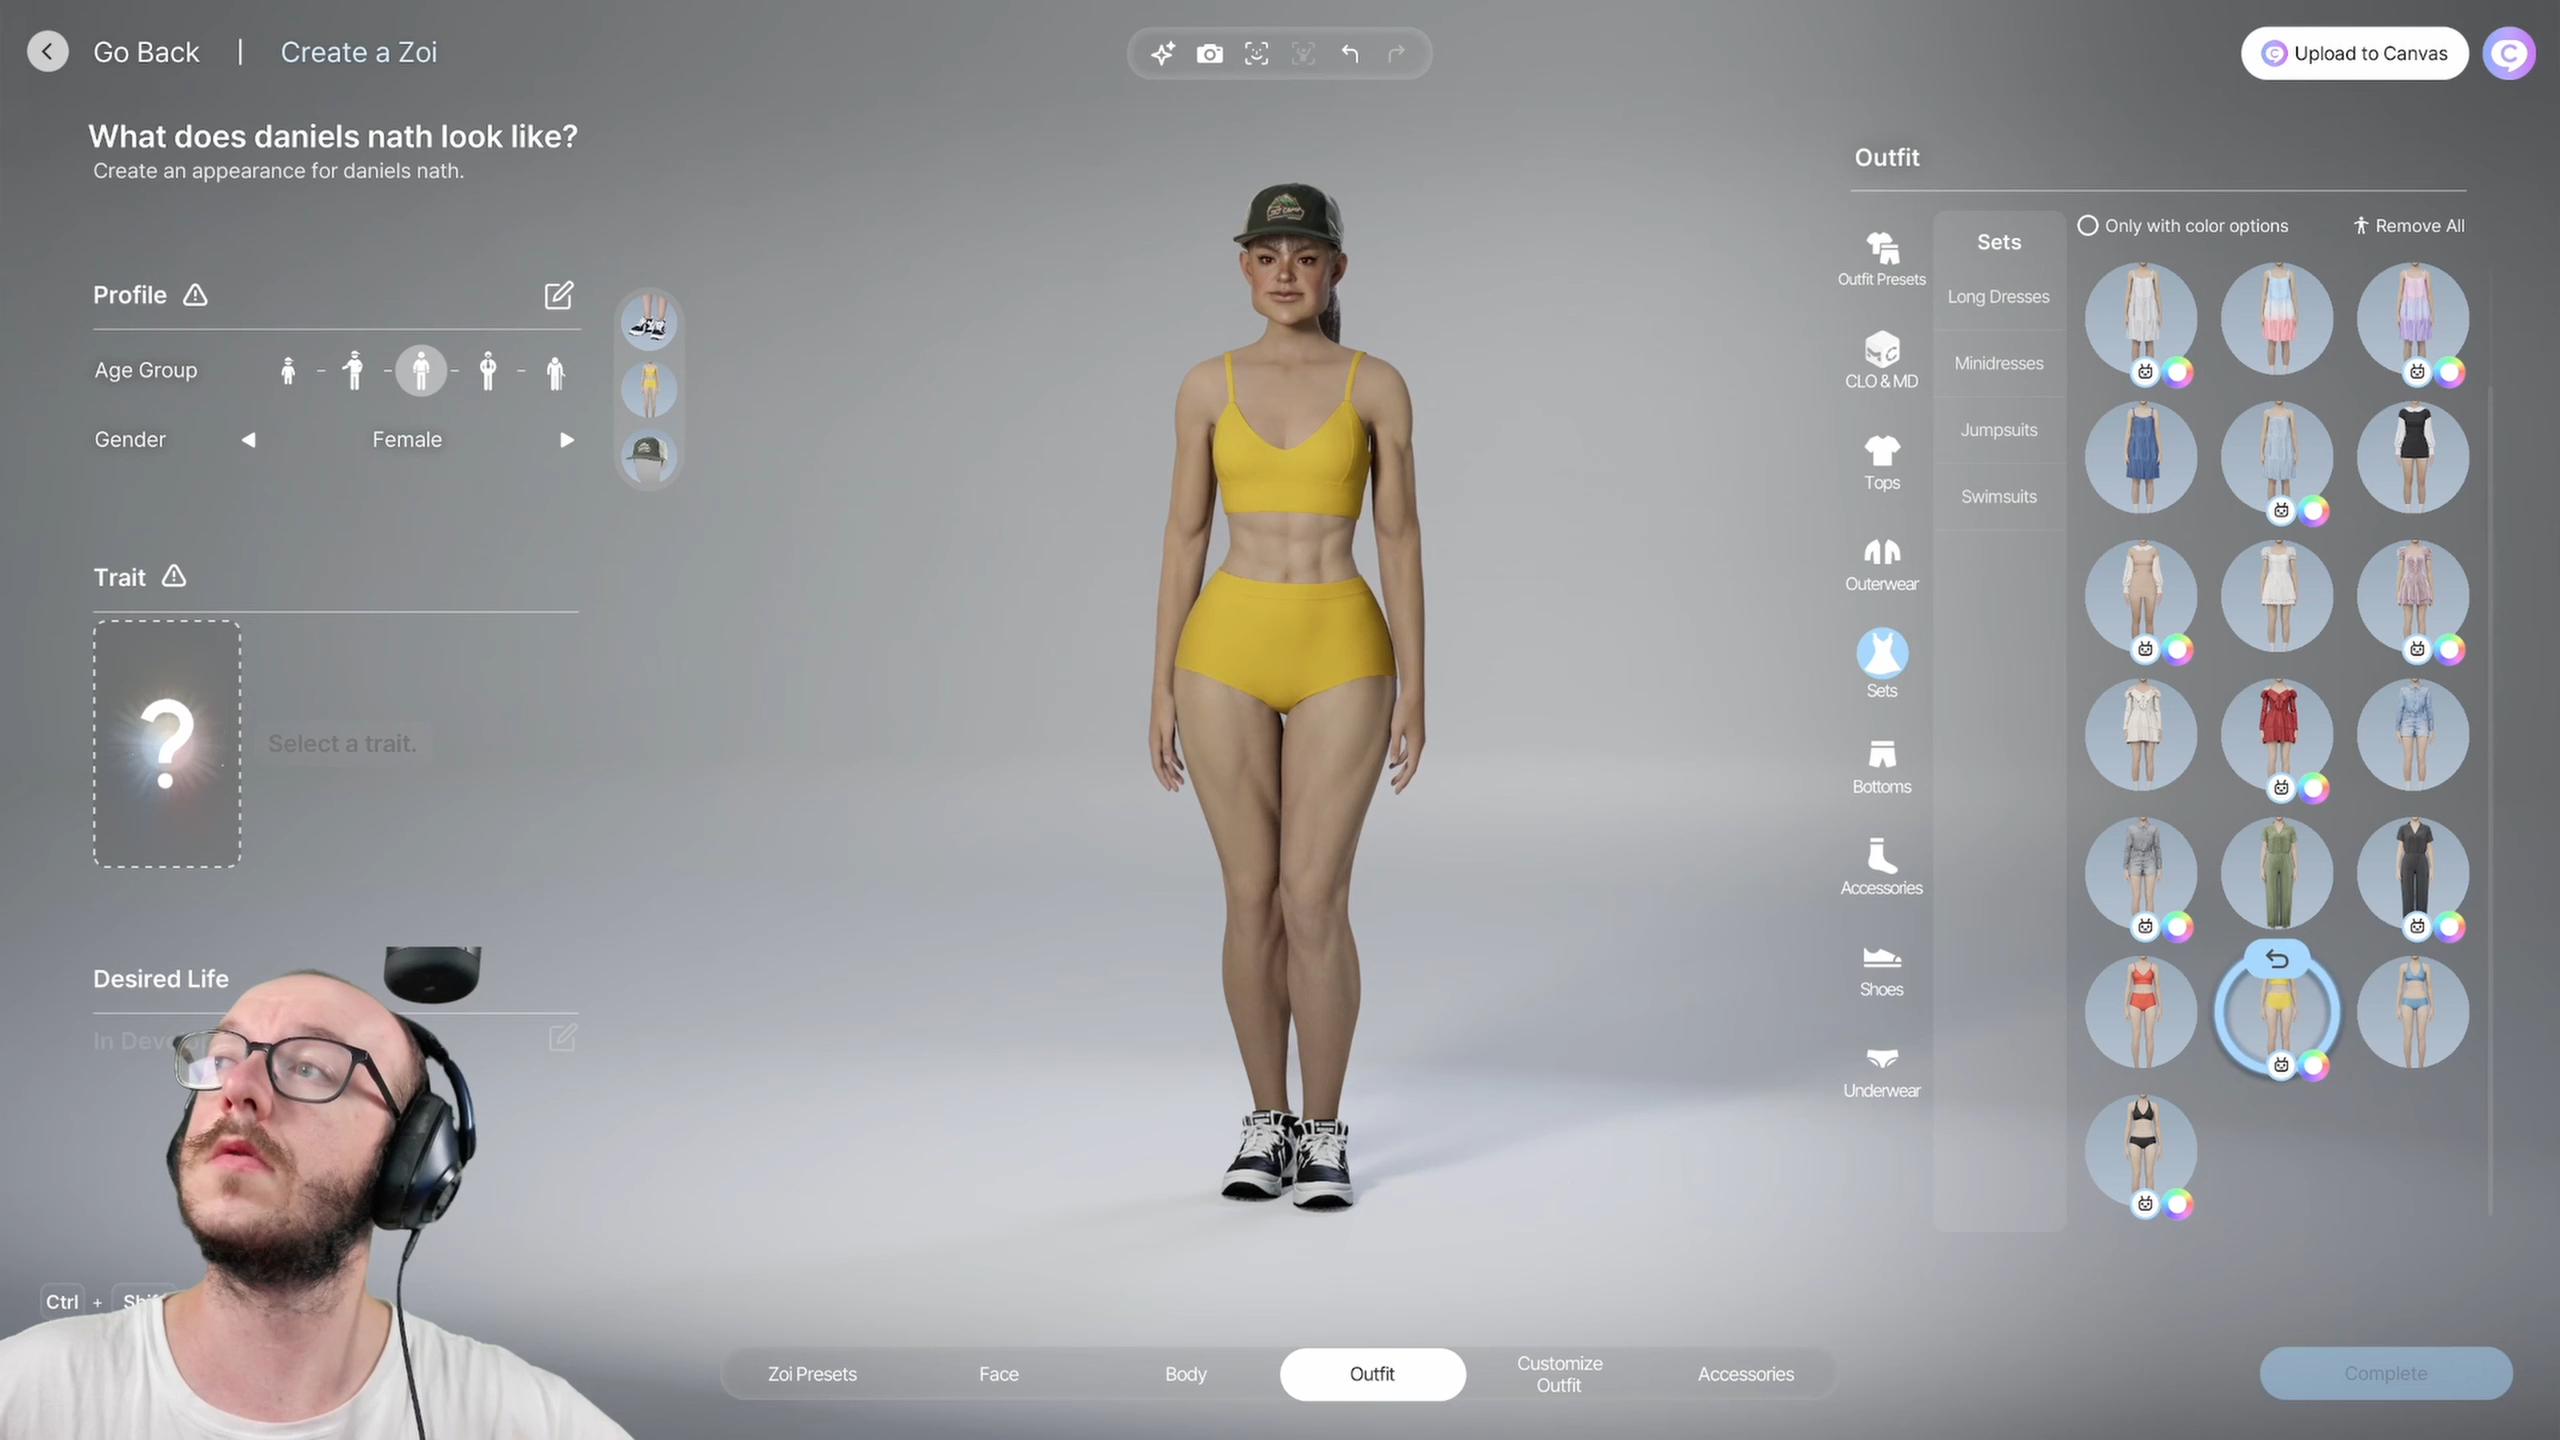 Go Back | Create a Zoi
Upload to Canvas
What does daniels nath look like?
Create an appearance for daniels nath.
Profile
Age Group
Gender
Female
Trait
Select a trait.
Desired Life
Ctrl +
Outfit
Outfit Presets
CLO & MD
Tops
Outerwear
Sets
Bottoms
Accessories
Shoes
Underwear
Sets
Long Dresses
Minidresses
Jumpsuits
Swimsuits
Only with color options
Remove All
Zoi Presets
Face
Body
Outfit
Customize
Outfit
Accessories
Complete